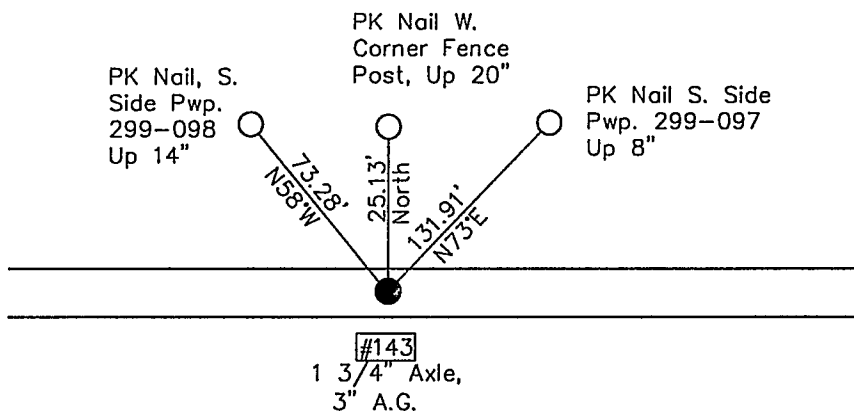 PK Nail, S.
Side Pwp.
299-098
Up 14"
PK Nail W.
Corner Fence
Post, Up 20"
PK Nail S. Side
Pwp. 299-097
Up 8"
73.28'
N58°W
25.13'
North
131.91'
N73°E
#143
1 3/4" Axle,
3" A.G.